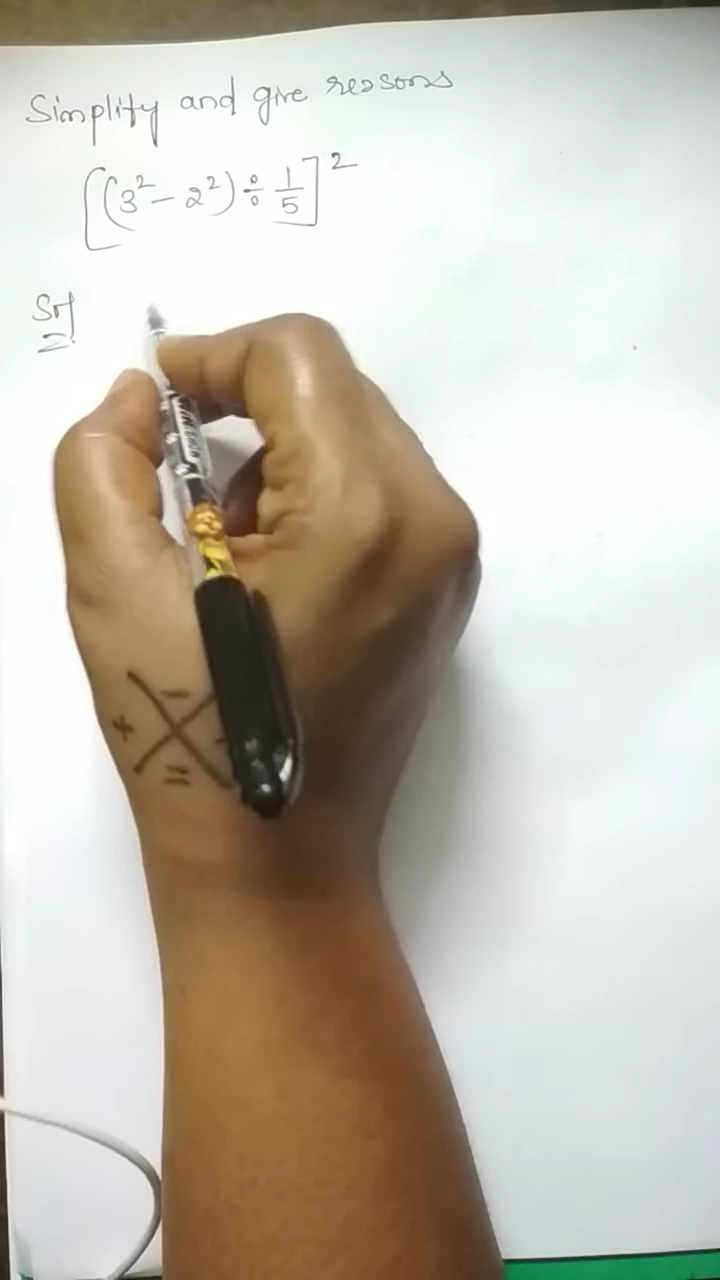 Simplify and give reasons
[(3² − 2²) ÷ 1/5]²
Sol
+ − =